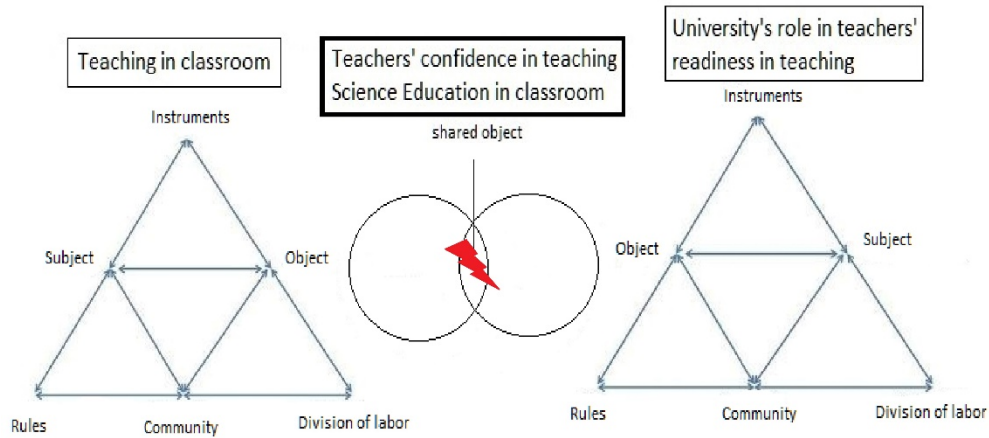 Teaching in classroom
Teachers' confidence in teaching
Science Education in classroom
University's role in teachers'
readiness in teaching
Instruments
shared object
Instruments
Subject
Object
Object
Subject
Rules
Community
Division of labor
Rules
Community
Division of labor